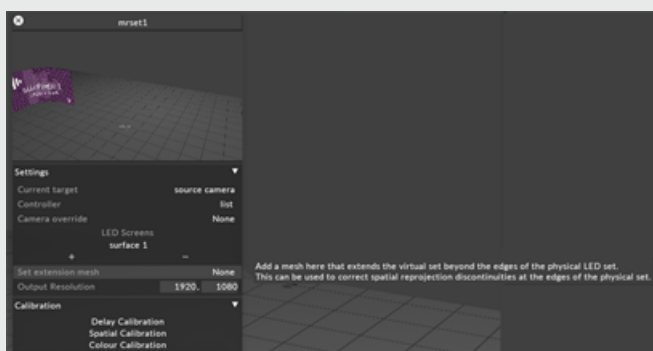 mrset1
Settings
Current target source camera
Controller list
Camera override None
LED Screens
surface 1
+ −
Set extension mesh None
Output Resolution 1920, 1080
Calibration
Delay Calibration
Spatial Calibration
Colour Calibration
Add a mesh here that extends the virtual set beyond the edges of the physical LED set.
This can be used to correct spatial reprojection discontinuities at the edges of the physical set.